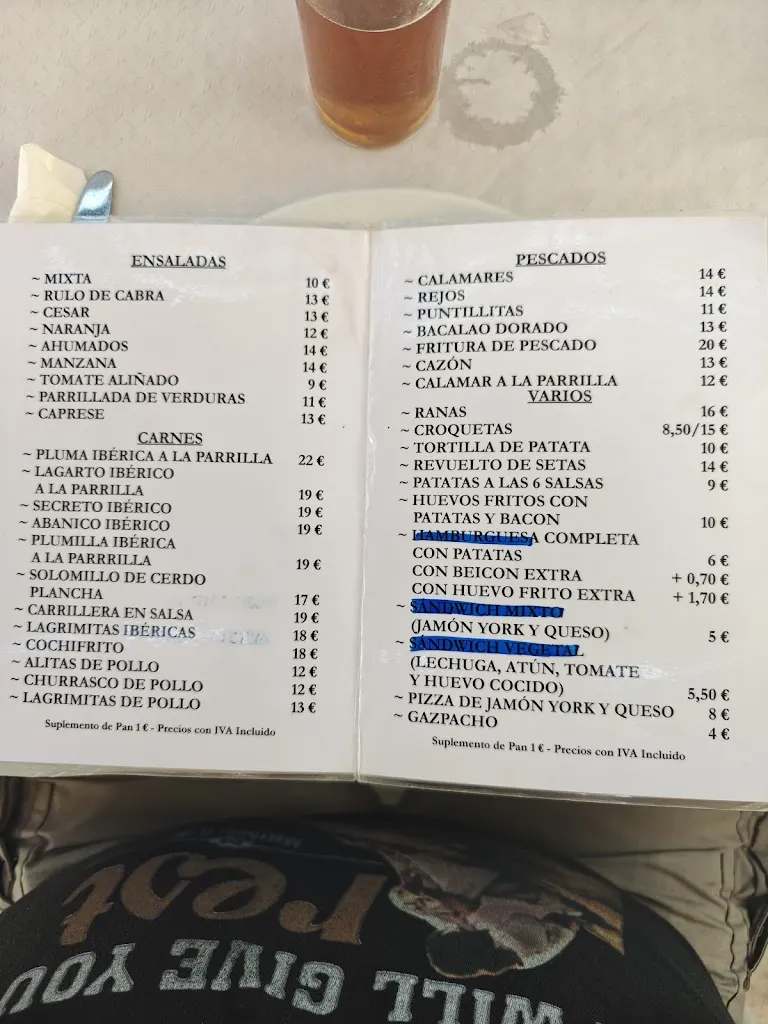 ENSALADAS
~ MIXTA 10 €
~ RULO DE CABRA 13 €
~ CESAR 13 €
~ NARANJA 12 €
~ AHUMADOS 14 €
~ MANZANA 14 €
~ TOMATE ALIÑADO 9 €
~ PARRILLADA DE VERDURAS 11 €
~ CAPRESE 13 €
CARNES
~ PLUMA IBÉRICA A LA PARRILLA 22 €
~ LAGARTO IBÉRICO
A LA PARRILLA 19 €
~ SECRETO IBÉRICO 19 €
~ ABANICO IBÉRICO 19 €
~ PLUMILLA IBÉRICA
A LA PARRRILLA 19 €
~ SOLOMILLO DE CERDO
PLANCHA 17 €
~ CARRILLERA EN SALSA 19 €
~ LAGRIMITAS IBÉRICAS 18 €
~ COCHIFRITO 18 €
~ ALITAS DE POLLO 12 €
~ CHURRASCO DE POLLO 12 €
~ LAGRIMITAS DE POLLO 13 €
Suplemento de Pan 1 € - Precios con IVA Incluido
PESCADOS
~ CALAMARES 14 €
~ REJOS 14 €
~ PUNTILLITAS 11 €
~ BACALAO DORADO 13 €
~ FRITURA DE PESCADO 20 €
~ CAZÓN 13 €
~ CALAMAR A LA PARRILLA 12 €
VARIOS
~ RANAS 16 €
~ CROQUETAS 8,50/15 €
~ TORTILLA DE PATATA 10 €
~ REVUELTO DE SETAS 14 €
~ PATATAS A LAS 6 SALSAS 9 €
~ HUEVOS FRITOS CON
PATATAS Y BACON 10 €
~ HAMBURGUESA COMPLETA
CON PATATAS 6 €
CON BEICON EXTRA + 0,70 €
CON HUEVO FRITO EXTRA + 1,70 €
~ SÁNDWICH MIXTO
(JAMÓN YORK Y QUESO) 5 €
~ SÁNDWICH VEGETAL
(LECHUGA, ATÚN, TOMATE
Y HUEVO COCIDO) 5,50 €
~ PIZZA DE JAMÓN YORK Y QUESO 8 €
~ GAZPACHO 4 €
Suplemento de Pan 1 € - Precios con IVA Incluido
WILL GIVE YOU
rest